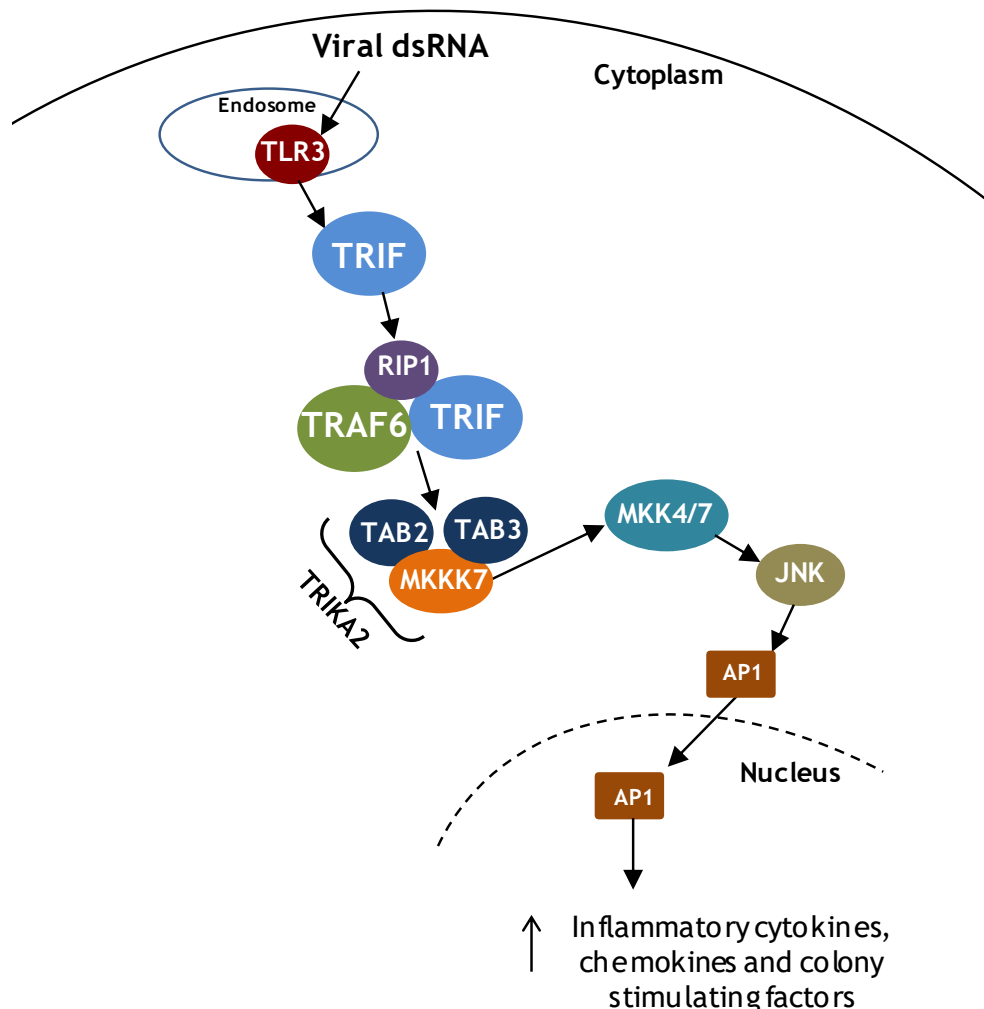 Viral dsRNA
Cytoplasm
Endosome
TLR3
TRIF
RIP1
TRAF6
TRIF
TAB2
TAB3
MKKK7
TRIKA2
MKK4/7
JNK
AP1
Nucleus
AP1
↑ Inflammatory cytokines,
chemokines and colony
stimulating factors